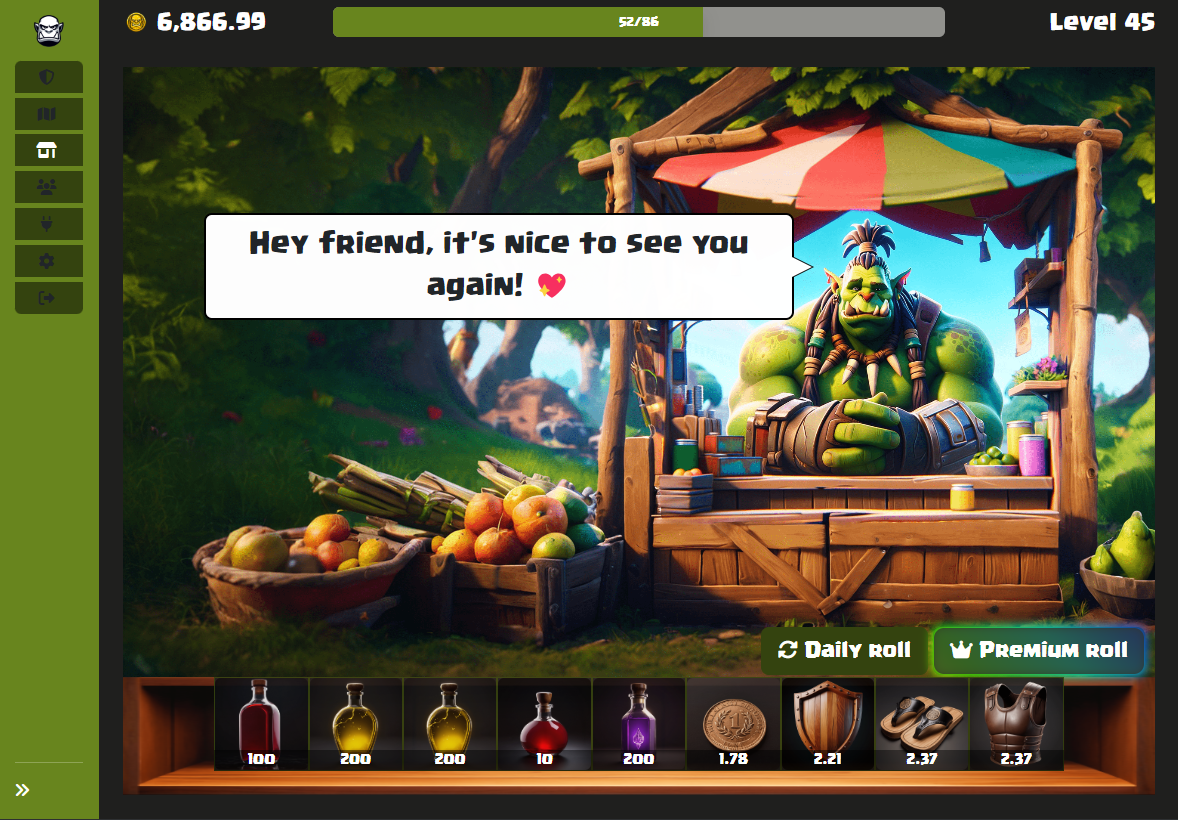 6,866.99
52/86
Level 45
Hey friend, it's nice to see you
again! 💖
Daily roll
Premium roll
100
200
200
10
200
1.78
2.21
2.37
2.37